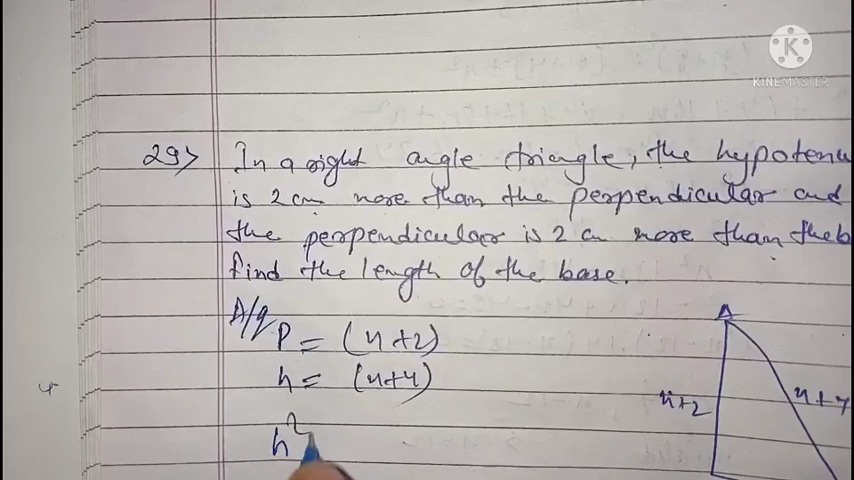 KINEMASTER
29> In a right angle triangle, the hypotenu
is 2 cm more than the perpendicular and
the perpendicular is 2 cm more than the b
find the length of the base.
A/q
P = (x+2)
h = (x+4)
h²
A
x+2
x+4